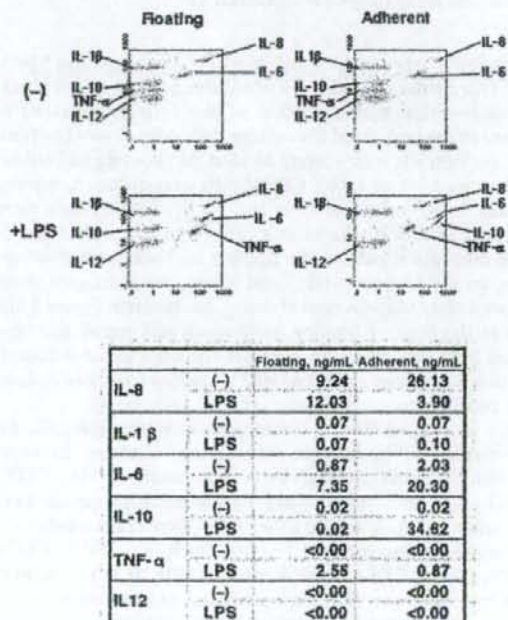 Floating Adherent
IL-1β IL-8 IL-1β IL-8
IL-6 IL-6
(-) IL-10 IL-10
TNF-α TNF-α
IL-12 IL-12
IL-1β IL-8 IL-1β IL-8
IL-6 IL-6
+LPS IL-10 IL-10
IL-12 TNF-α IL-12 TNF-α
Floating, ng/mL Adherent, ng/mL
IL-8 (-) 9.24 26.13
LPS 12.03 3.90
IL-1 β (-) 0.07 0.07
LPS 0.07 0.10
IL-6 (-) 0.87 2.03
LPS 7.35 20.30
IL-10 (-) 0.02 0.02
LPS 0.02 34.62
TNF-α (-) <0.00 <0.00
LPS 2.55 0.87
IL12 (-) <0.00 <0.00
LPS <0.00 <0.00